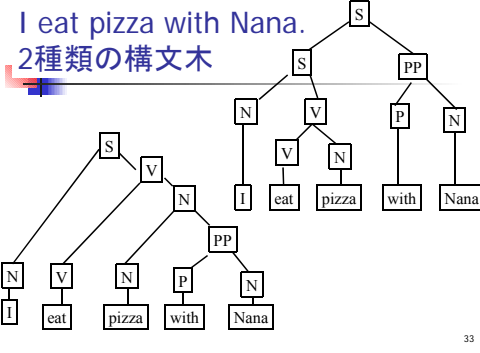 I eat pizza with Nana.
2種類の構文木
S
S PP
N V P N
V N
I eat pizza with Nana
S
V
N
PP
N V N P N
I eat pizza with Nana
33